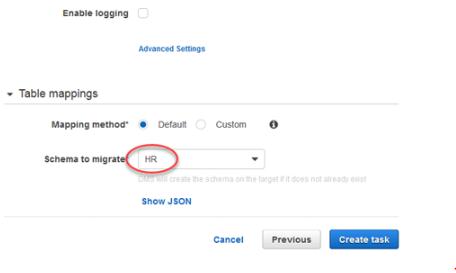 Enable logging
Advanced Settings
Table mappings
Mapping method* Default Custom
Schema to migrate HR
DMS will create the schema on the target if it does not already exist
Show JSON
Cancel Previous Create task